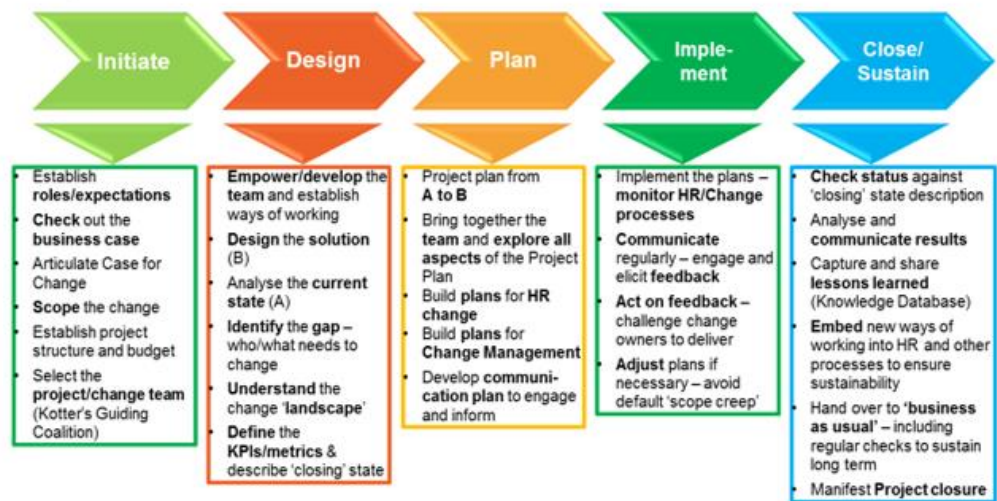 Initiate
Design
Plan
Imple-
ment
Close/
Sustain
• Establish
roles/expectations
• Check out the
business case
• Articulate Case for
Change
• Scope the change
• Establish project
structure and budget
• Select the
project/change team
(Kotter's Guiding
Coalition)
• Empower/develop the
team and establish
ways of working
• Design the solution
(B)
• Analyse the current
state (A)
• Identify the gap –
who/what needs to
change
• Understand the
change 'landscape'
• Define the
KPIs/metrics &
describe 'closing' state
• Project plan from
A to B
• Bring together the
team and explore all
aspects of the Project
Plan
• Build plans for HR
change
• Build plans for
Change Management
• Develop communi-
cation plan to engage
and inform
• Implement the plans –
monitor HR/Change
processes
• Communicate
regularly – engage and
elicit feedback
• Act on feedback –
challenge change
owners to deliver
• Adjust plans if
necessary – avoid
default 'scope creep'
• Check status against
'closing' state description
• Analyse and
communicate results
• Capture and share
lessons learned
(Knowledge Database)
• Embed new ways of
working into HR and other
processes to ensure
sustainability
• Hand over to 'business
as usual' – including
regular checks to sustain
long term
• Manifest Project closure